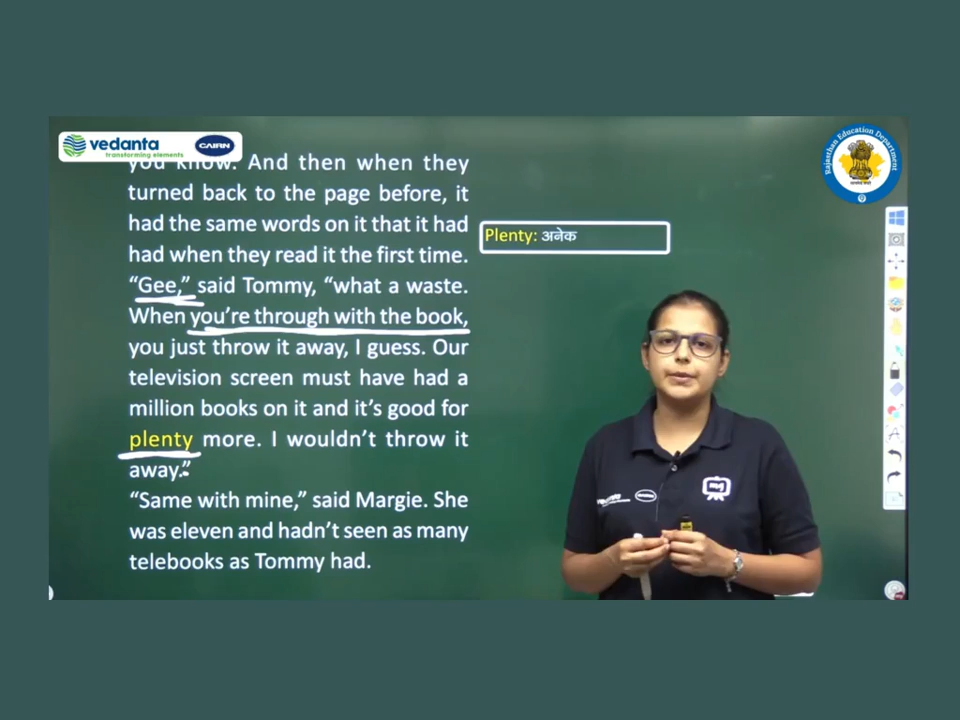 vedanta
transforming elements
CAIRN
Rajasthan Education Department
you know. And then when they
turned back to the page before, it
had the same words on it that it had
had when they read it the first time.
“Gee,” said Tommy, “what a waste.
When you’re through with the book,
you just throw it away, I guess. Our
television screen must have had a
million books on it and it’s good for
plenty more. I wouldn’t throw it
away.”
“Same with mine,” said Margie. She
was eleven and hadn’t seen as many
telebooks as Tommy had.
Plenty: अनेक